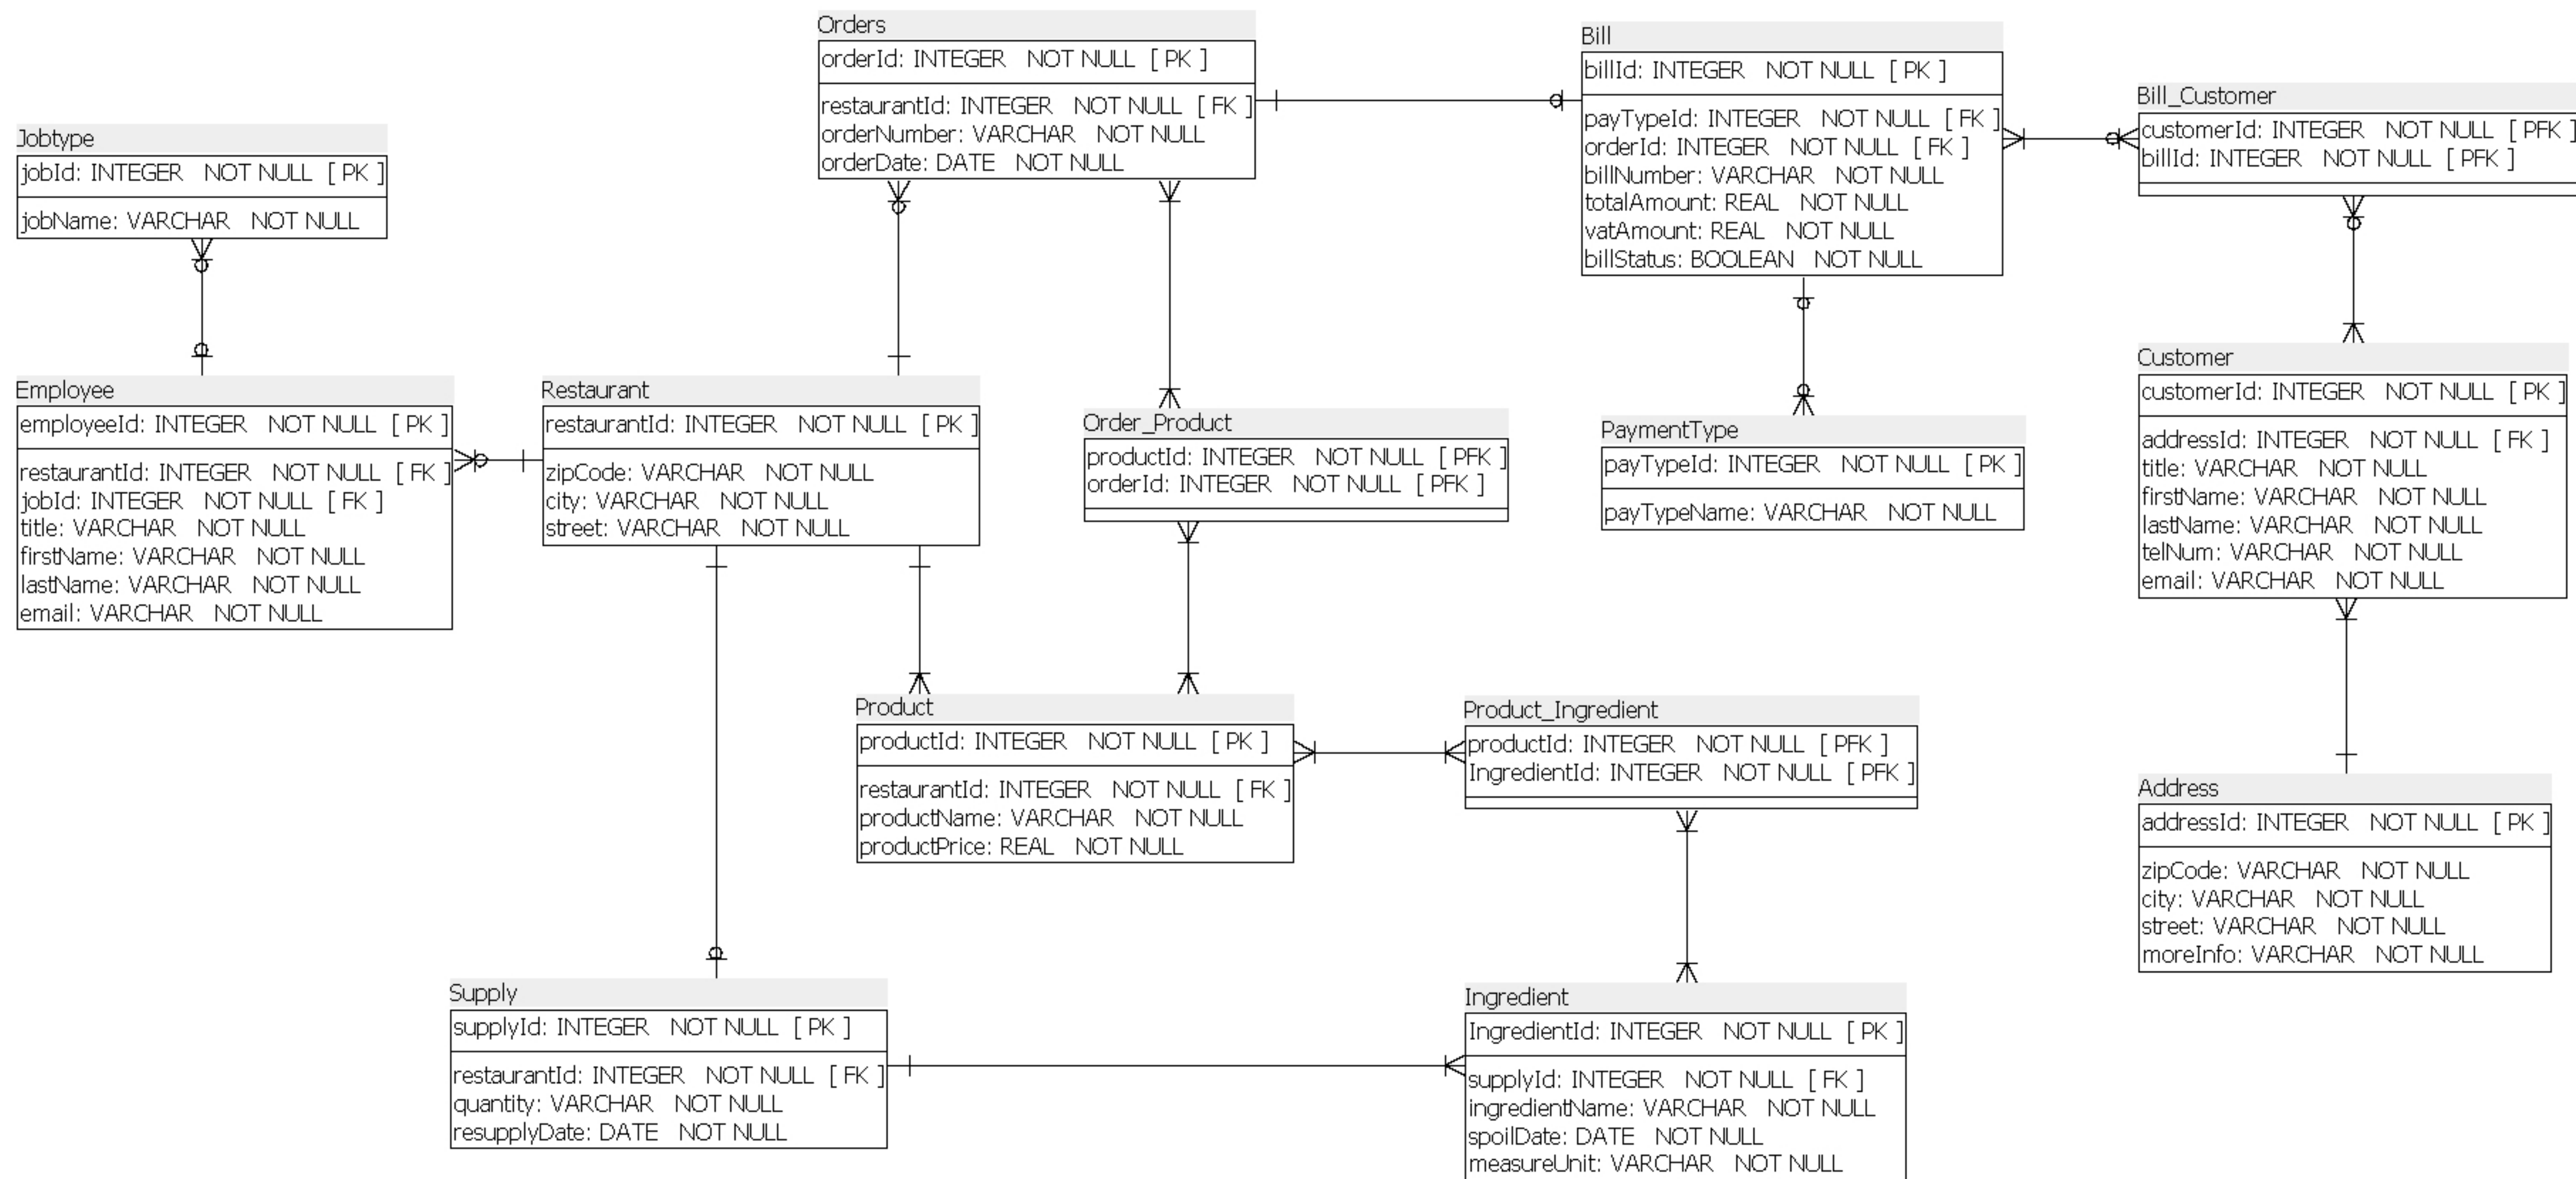 Orders
orderId: INTEGER NOT NULL [ PK ]
restaurantId: INTEGER NOT NULL [ FK ]
orderNumber: VARCHAR NOT NULL
orderDate: DATE NOT NULL
Bill
billId: INTEGER NOT NULL [ PK ]
payTypeId: INTEGER NOT NULL [ FK ]
orderId: INTEGER NOT NULL [ FK ]
billNumber: VARCHAR NOT NULL
totalAmount: REAL NOT NULL
vatAmount: REAL NOT NULL
billStatus: BOOLEAN NOT NULL
Bill_Customer
customerId: INTEGER NOT NULL [ PFK ]
billId: INTEGER NOT NULL [ PFK ]
Jobtype
jobId: INTEGER NOT NULL [ PK ]
jobName: VARCHAR NOT NULL
Employee
employeeId: INTEGER NOT NULL [ PK ]
restaurantId: INTEGER NOT NULL [ FK ]
jobId: INTEGER NOT NULL [ FK ]
title: VARCHAR NOT NULL
firstName: VARCHAR NOT NULL
lastName: VARCHAR NOT NULL
email: VARCHAR NOT NULL
Restaurant
restaurantId: INTEGER NOT NULL [ PK ]
zipCode: VARCHAR NOT NULL
city: VARCHAR NOT NULL
street: VARCHAR NOT NULL
Order_Product
productId: INTEGER NOT NULL [ PFK ]
orderId: INTEGER NOT NULL [ PFK ]
PaymentType
payTypeId: INTEGER NOT NULL [ PK ]
payTypeName: VARCHAR NOT NULL
Customer
customerId: INTEGER NOT NULL [ PK ]
addressId: INTEGER NOT NULL [ FK ]
title: VARCHAR NOT NULL
firstName: VARCHAR NOT NULL
lastName: VARCHAR NOT NULL
telNum: VARCHAR NOT NULL
email: VARCHAR NOT NULL
Product
productId: INTEGER NOT NULL [ PK ]
restaurantId: INTEGER NOT NULL [ FK ]
productName: VARCHAR NOT NULL
productPrice: REAL NOT NULL
Product_Ingredient
productId: INTEGER NOT NULL [ PFK ]
IngredientId: INTEGER NOT NULL [ PFK ]
Address
addressId: INTEGER NOT NULL [ PK ]
zipCode: VARCHAR NOT NULL
city: VARCHAR NOT NULL
street: VARCHAR NOT NULL
moreInfo: VARCHAR NOT NULL
Supply
supplyId: INTEGER NOT NULL [ PK ]
restaurantId: INTEGER NOT NULL [ FK ]
quantity: VARCHAR NOT NULL
resupplyDate: DATE NOT NULL
Ingredient
IngredientId: INTEGER NOT NULL [ PK ]
supplyId: INTEGER NOT NULL [ FK ]
ingredientName: VARCHAR NOT NULL
spoilDate: DATE NOT NULL
measureUnit: VARCHAR NOT NULL